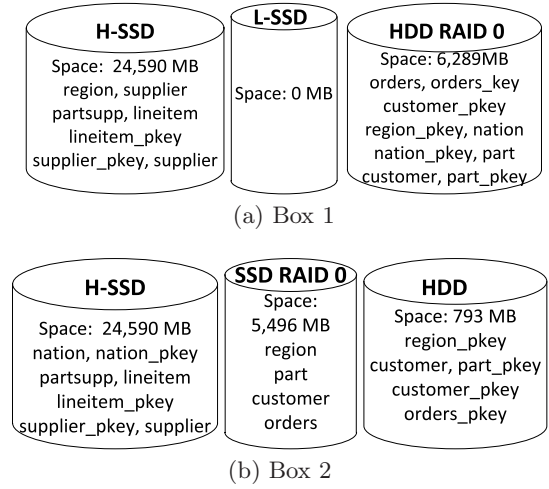 H-SSD
Space: 24,590 MB
region, supplier
partsupp, lineitem
lineitem_pkey
supplier_pkey, supplier
L-SSD
Space: 0 MB
HDD RAID 0
Space: 6,289MB
orders, orders_key
customer_pkey
region_pkey, nation
nation_pkey, part
customer, part_pkey
(a) Box 1
H-SSD
Space: 24,590 MB
nation, nation_pkey
partsupp, lineitem
lineitem_pkey
supplier_pkey, supplier
SSD RAID 0
Space:
5,496 MB
region
part
customer
orders
HDD
Space: 793 MB
region_pkey
customer, part_pkey
customer_pkey
orders_pkey
(b) Box 2